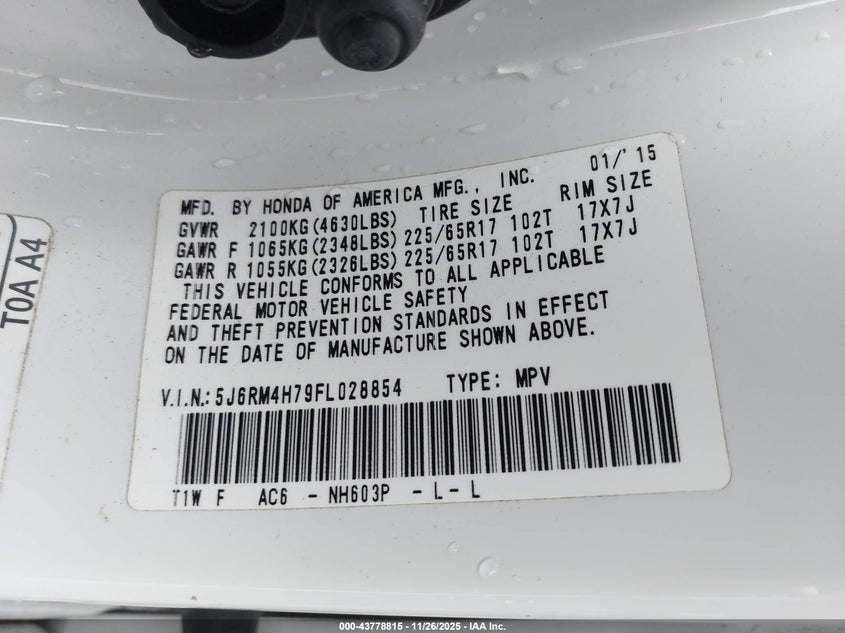 MFD. BY HONDA OF AMERICA MFG., INC. 01/'15
GVWR 2100KG(4630LBS) TIRE SIZE RIM SIZE
GAWR F 1065KG(2348LBS) 225/65R17 102T 17X7J
GAWR R 1055KG(2326LBS) 225/65R17 102T 17X7J
THIS VEHICLE CONFORMS TO ALL APPLICABLE
FEDERAL MOTOR VEHICLE SAFETY
AND THEFT PREVENTION STANDARDS IN EFFECT
ON THE DATE OF MANUFACTURE SHOWN ABOVE.
V.I.N.: 5J6RM4H79FL028854 TYPE: MPV
T1W F AC6 - NH603P - L - L
T0A A4
000-43778815 - 11/26/2025 - IAA Inc.